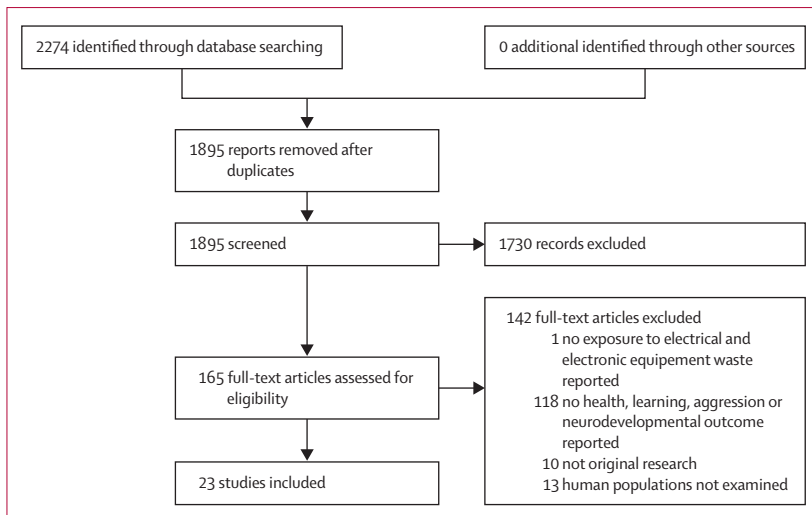 2274 identified through database searching
0 additional identified through other sources
1895 reports removed after
duplicates
1895 screened
1730 records excluded
165 full-text articles assessed for
eligibility
142 full-text articles excluded
1 no exposure to electrical and
electronic equipement waste
reported
118 no health, learning, aggression or
neurodevelopmental outcome
reported
10 not original research
13 human populations not examined
23 studies included